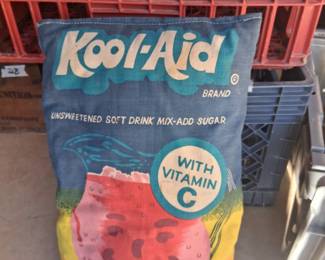 Kool-Aid
®
BRAND
UNSWEETENED SOFT DRINK MIX-ADD SUGAR
WITH
VITAMIN
C